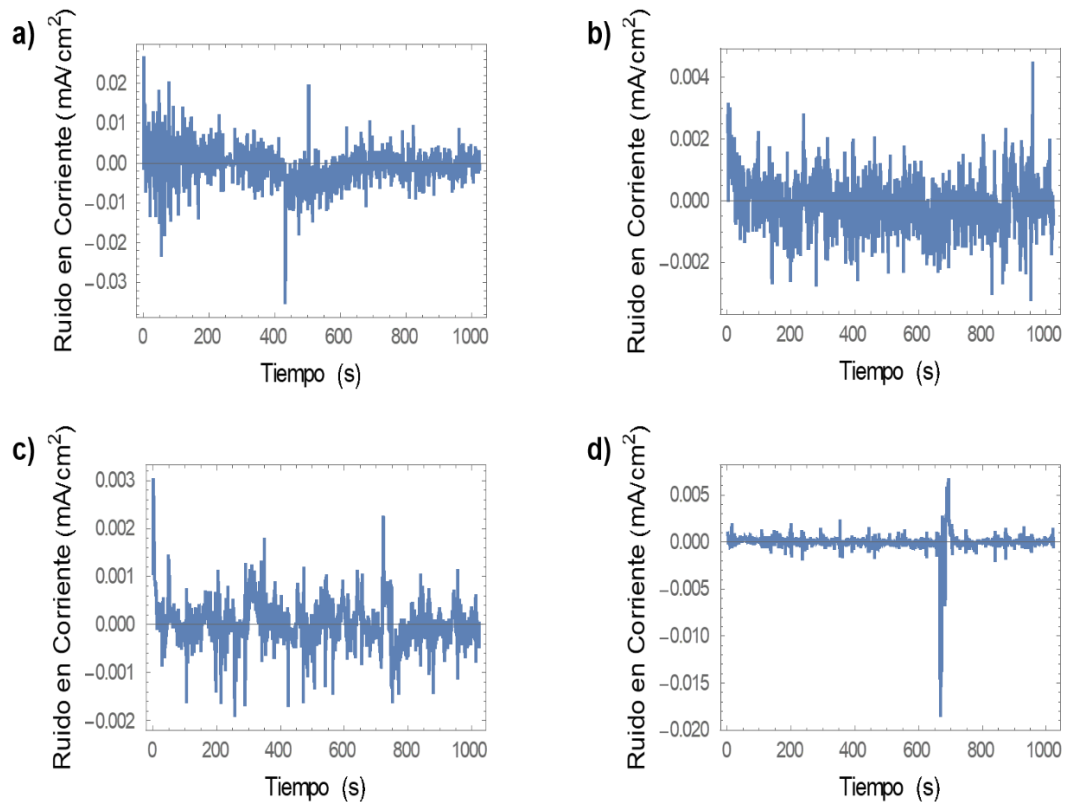 a)
Ruido en Corriente (mA/cm²)
0.02
0.01
0.00
−0.01
−0.02
−0.03
0 200 400 600 800 1000
Tiempo (s)
b)
Ruido en Corriente (mA/cm²)
0.004
0.002
0.000
−0.002
0 200 400 600 800 1000
Tiempo (s)
c)
Ruido en Corriente (mA/cm²)
0.003
0.002
0.001
0.000
−0.001
−0.002
0 200 400 600 800 1000
Tiempo (s)
d)
Ruido en Corriente (mA/cm²)
0.005
0.000
−0.005
−0.010
−0.015
−0.020
0 200 400 600 800 1000
Tiempo (s)